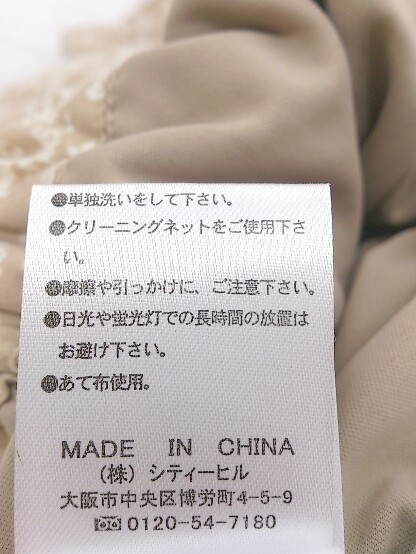 ●単独洗いをして下さい。
●クリーニングネットをご使用下さ
い。
●摩擦や引っかけに、ご注意下さい。
●日光や蛍光灯での長時間の放置は
お避け下さい。
●あて布使用。
MADE IN CHINA
(株) シティーヒル
大阪市中央区博労町4-5-9
0120-54-7180